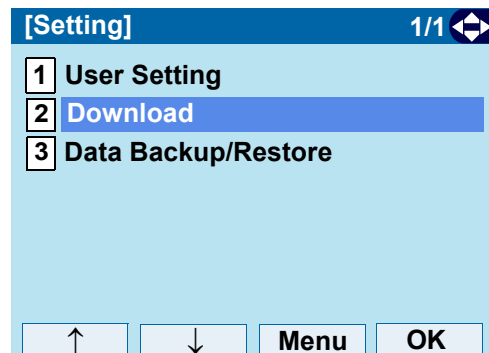 [Setting] 1/1
1 User Setting
2 Download
3 Data Backup/Restore
↑ ↓ Menu OK